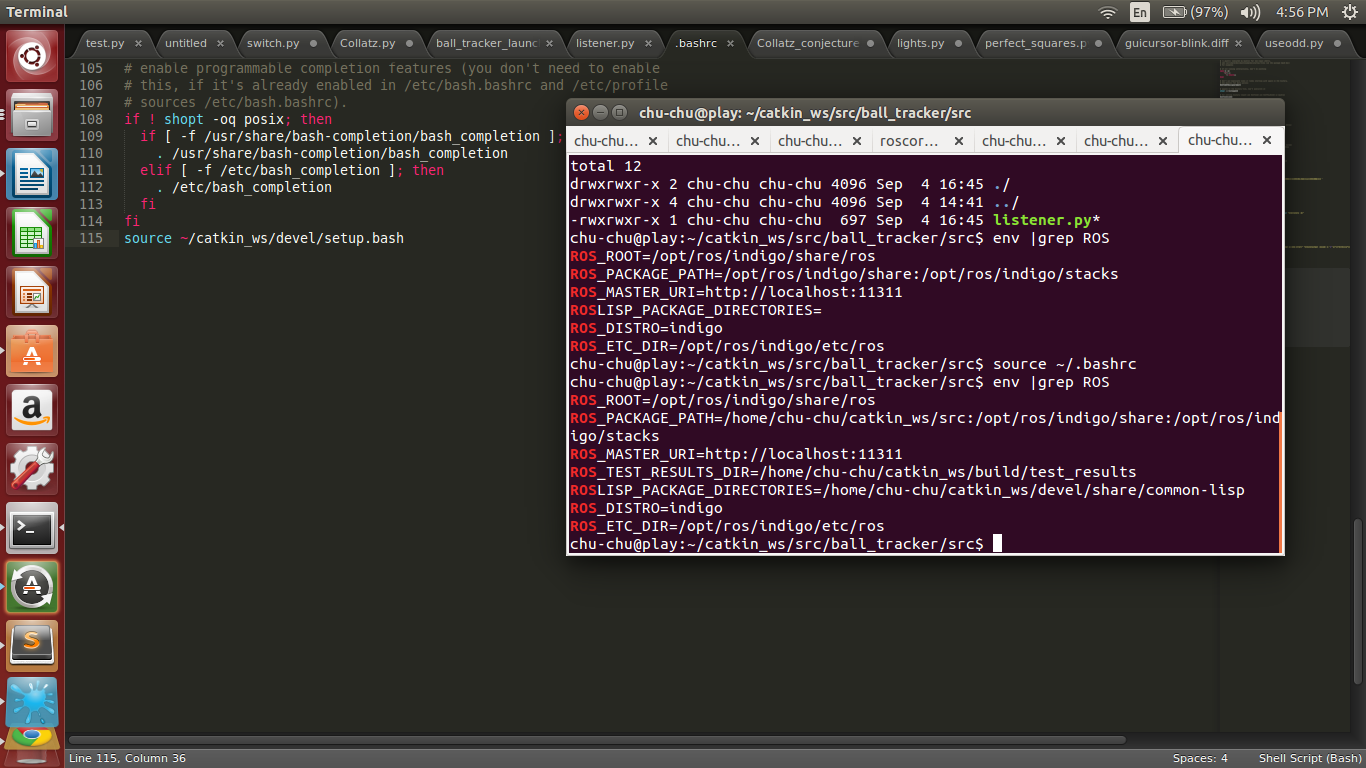 Terminal
En
(97%)
4:56 PM
test.py
untitled
switch.py
Collatz.py
ball_tracker_launc
listener.py
.bashrc
Collatz_conjecture
lights.py
perfect_squares.p
guicursor-blink.diff
useodd.py
105 # enable programmable completion features (you don't need to enable
106 # this, if it's already enabled in /etc/bash.bashrc and /etc/profile
107 # sources /etc/bash.bashrc).
108 if ! shopt -oq posix; then
109 if [ -f /usr/share/bash-completion/bash_completion ];
110 . /usr/share/bash-completion/bash_completion
111 elif [ -f /etc/bash_completion ]; then
112 . /etc/bash_completion
113 fi
114 fi
115 source ~/catkin_ws/devel/setup.bash
chu-chu@play: ~/catkin_ws/src/ball_tracker/src
chu-chu...
chu-chu...
chu-chu...
roscor...
chu-chu...
chu-chu...
chu-chu...
total 12
drwxrwxr-x 2 chu-chu chu-chu 4096 Sep 4 16:45 ./
drwxrwxr-x 4 chu-chu chu-chu 4096 Sep 4 14:41 ../
-rwxrwxr-x 1 chu-chu chu-chu 697 Sep 4 16:45 listener.py*
chu-chu@play:~/catkin_ws/src/ball_tracker/src$ env |grep ROS
ROS_ROOT=/opt/ros/indigo/share/ros
ROS_PACKAGE_PATH=/opt/ros/indigo/share:/opt/ros/indigo/stacks
ROS_MASTER_URI=http://localhost:11311
ROSLISP_PACKAGE_DIRECTORIES=
ROS_DISTRO=indigo
ROS_ETC_DIR=/opt/ros/indigo/etc/ros
chu-chu@play:~/catkin_ws/src/ball_tracker/src$ source ~/.bashrc
chu-chu@play:~/catkin_ws/src/ball_tracker/src$ env |grep ROS
ROS_ROOT=/opt/ros/indigo/share/ros
ROS_PACKAGE_PATH=/home/chu-chu/catkin_ws/src:/opt/ros/indigo/share:/opt/ros/ind
igo/stacks
ROS_MASTER_URI=http://localhost:11311
ROS_TEST_RESULTS_DIR=/home/chu-chu/catkin_ws/build/test_results
ROSLISP_PACKAGE_DIRECTORIES=/home/chu-chu/catkin_ws/devel/share/common-lisp
ROS_DISTRO=indigo
ROS_ETC_DIR=/opt/ros/indigo/etc/ros
chu-chu@play:~/catkin_ws/src/ball_tracker/src$
Line 115, Column 36
Spaces: 4
Shell Script (Bash)